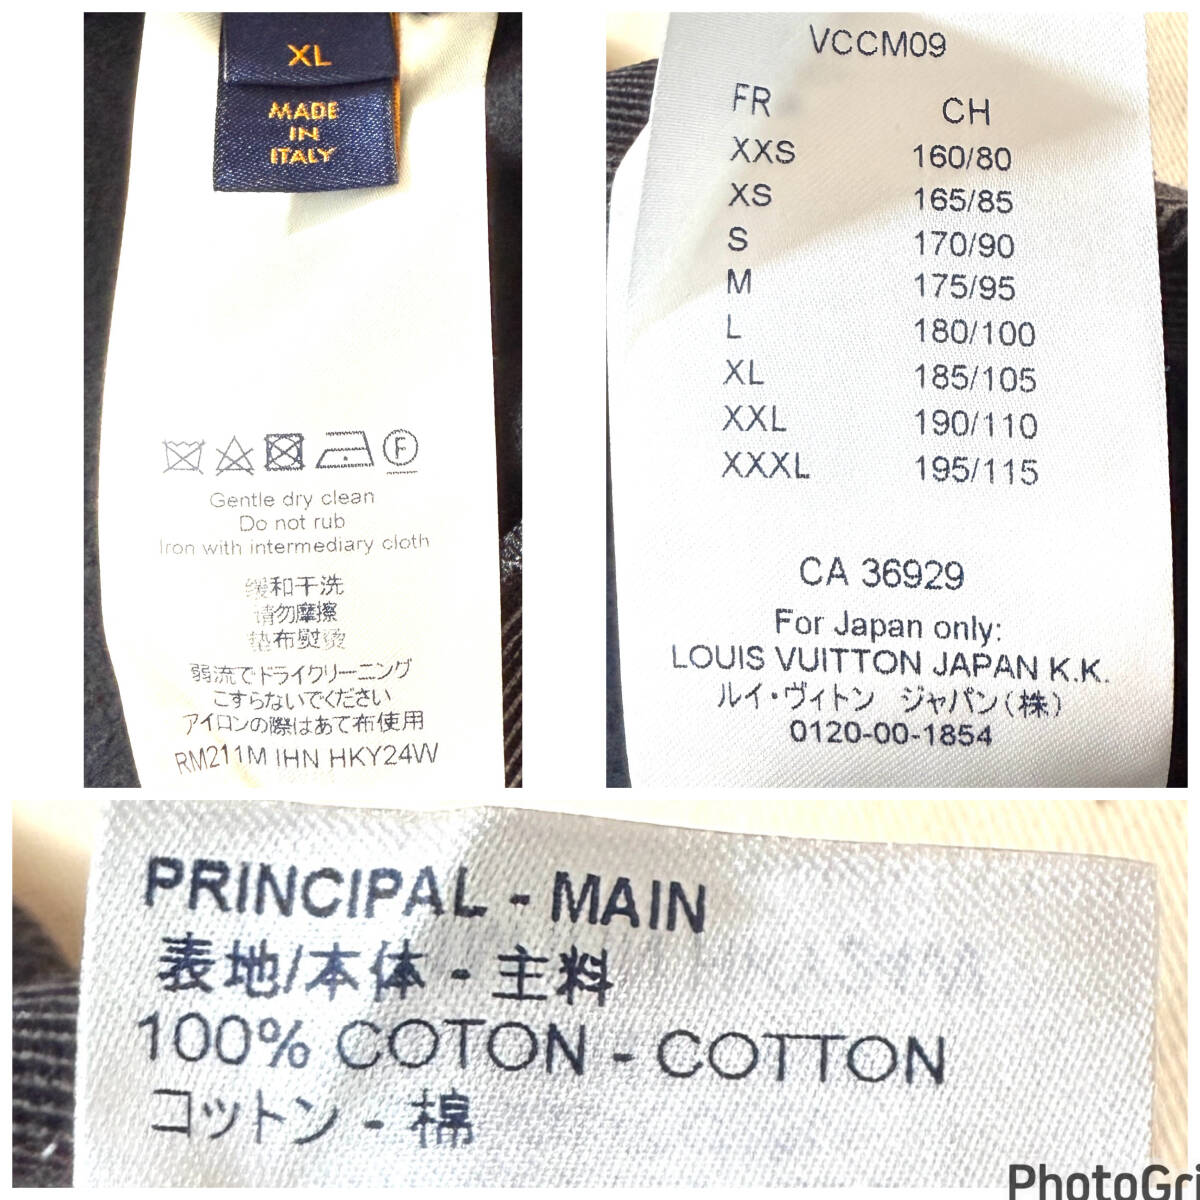 XL
MADE
IN
ITALY
F
Gentle dry clean
Do not rub
Iron with intermediary cloth
缓和干洗
请勿摩擦
垫布熨烫
弱流でドライクリーニング
こすらないでください
アイロンの際はあて布使用
RM211M IHN HKY24W
VCCM09
FR CH
XXS 160/80
XS 165/85
S 170/90
M 175/95
L 180/100
XL 185/105
XXL 190/110
XXXL 195/115
CA 36929
For Japan only:
LOUIS VUITTON JAPAN K.K.
ルイ・ヴィトン ジャパン(株)
0120-00-1854
PRINCIPAL - MAIN
表地/本体 - 主料
100% COTON - COTTON
コットン - 棉
PhotoGri